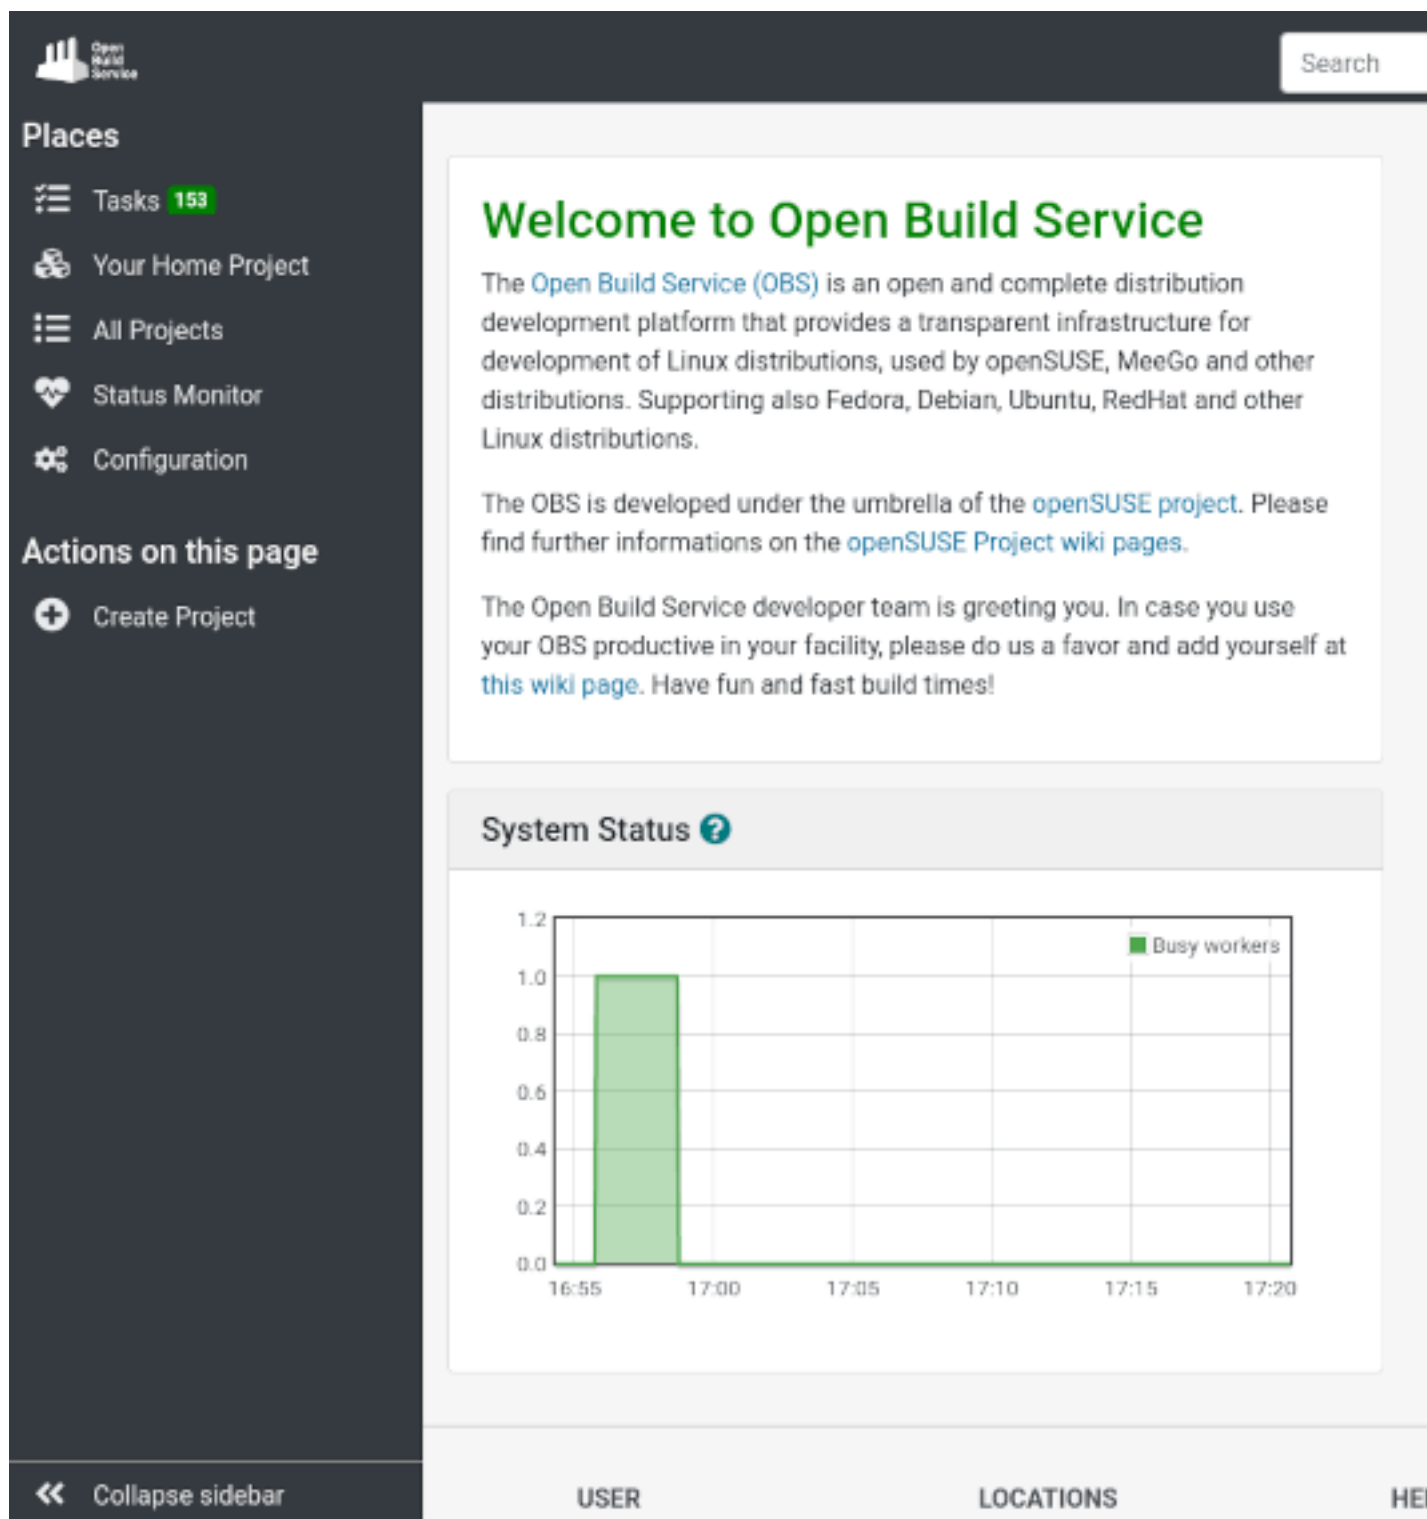 Open
Build
Service
Search
Places
Tasks 153
Your Home Project
All Projects
Status Monitor
Configuration
Actions on this page
Create Project
Collapse sidebar
Welcome to Open Build Service
The Open Build Service (OBS) is an open and complete distribution
development platform that provides a transparent infrastructure for
development of Linux distributions, used by openSUSE, MeeGo and other
distributions. Supporting also Fedora, Debian, Ubuntu, RedHat and other
Linux distributions.
The OBS is developed under the umbrella of the openSUSE project. Please
find further informations on the openSUSE Project wiki pages.
The Open Build Service developer team is greeting you. In case you use
your OBS productive in your facility, please do us a favor and add yourself at
this wiki page. Have fun and fast build times!
System Status ?
1.2
Busy workers
1.0
0.8
0.6
0.4
0.2
0.0
16:55 17:00 17:05 17:10 17:15 17:20
USER LOCATIONS